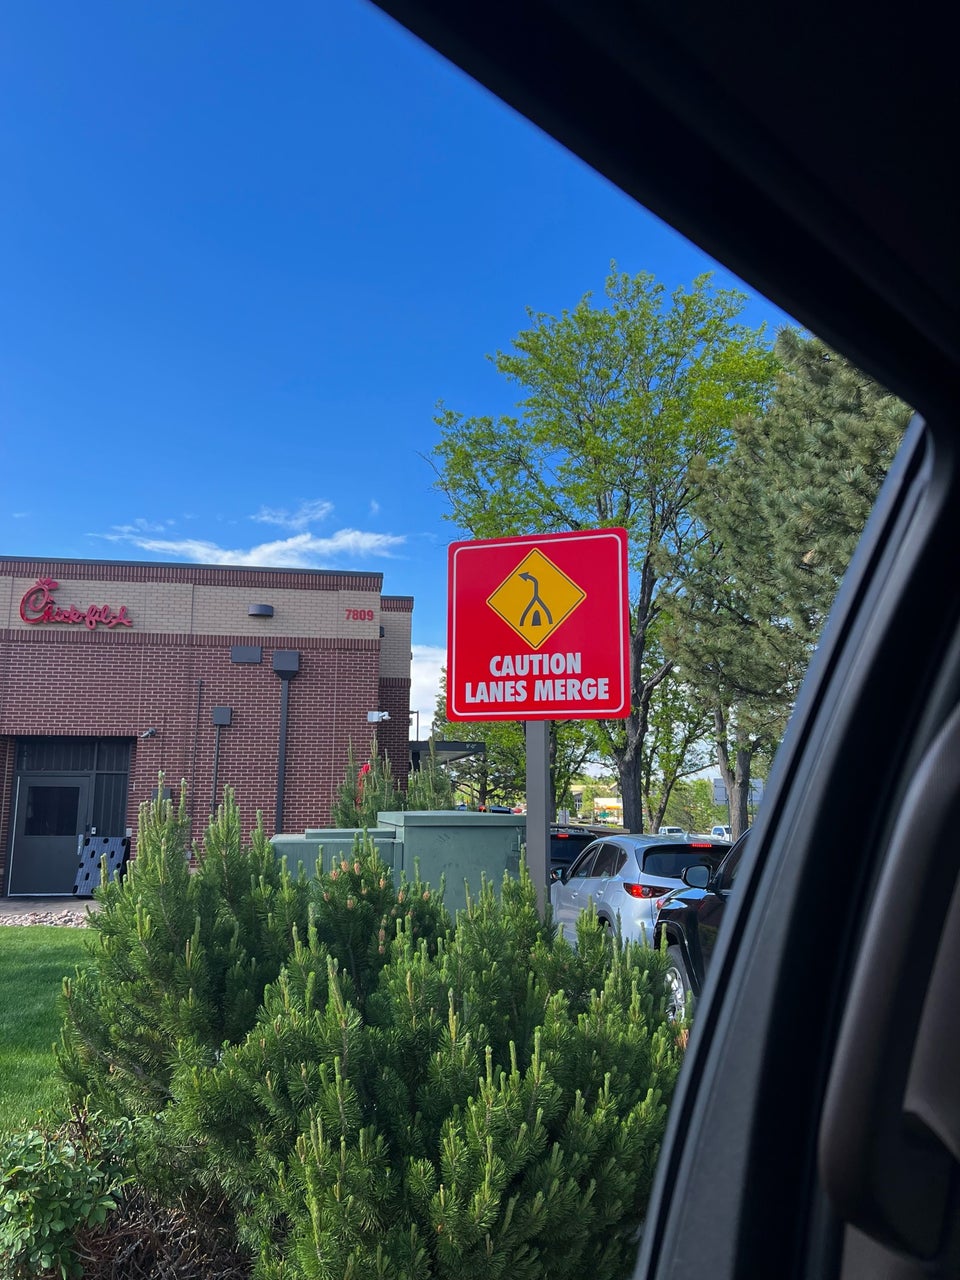 Chick-fil-A
7809
CAUTION
LANES MERGE